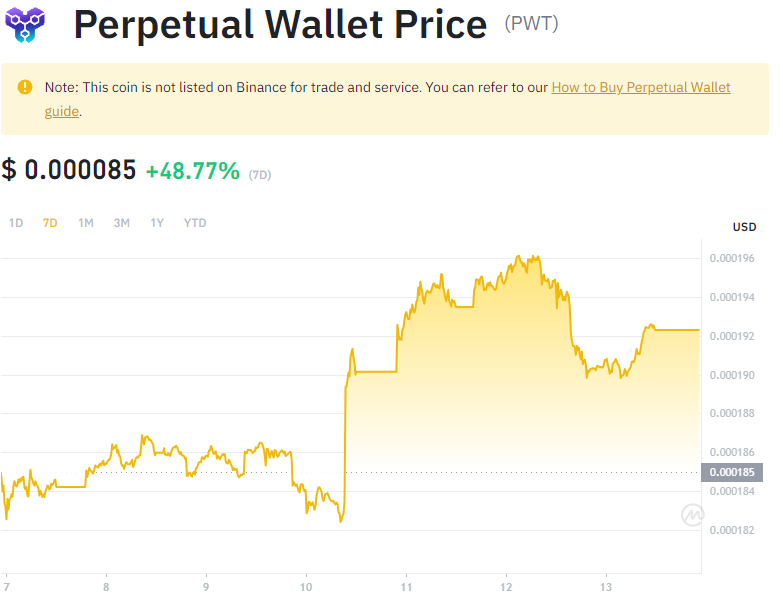 Perpetual Wallet Price (PWT)
Note: This coin is not listed on Binance for trade and service. You can refer to our How to Buy Perpetual Wallet
guide.
$ 0.000085 +48.77% (7D)
1D 7D 1M 3M 1Y YTD
USD
0.000196
0.000194
0.000192
0.000190
0.000188
0.000186
0.000185
0.000184
0.000182
7 8 9 10 11 12 13